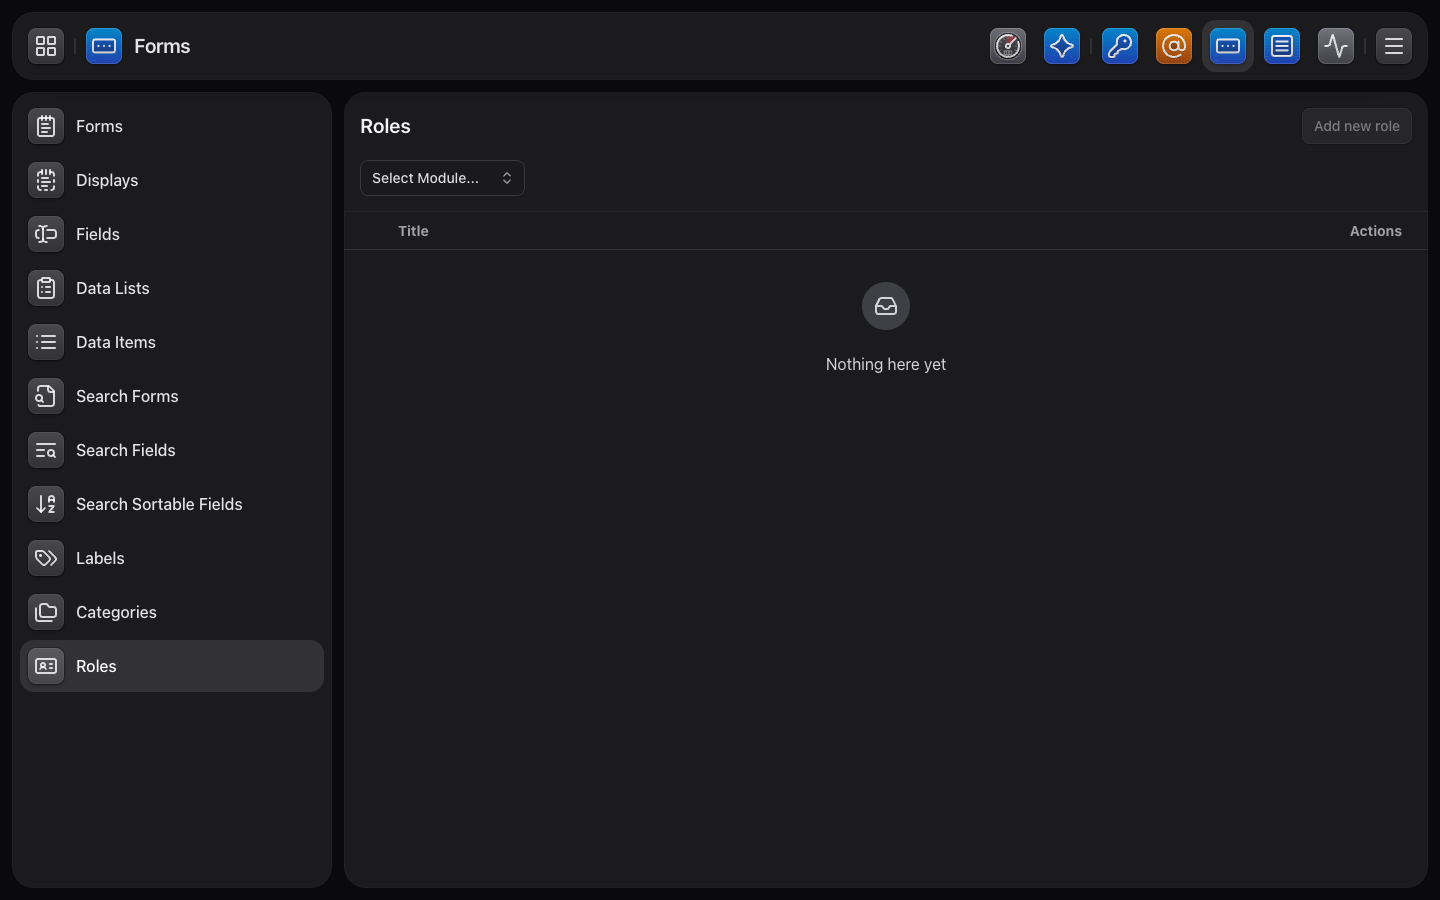 Forms
Forms
Displays
Fields
Data Lists
Data Items
Search Forms
Search Fields
Search Sortable Fields
Labels
Categories
Roles
Roles
Add new role
Select Module...
Title
Actions
Nothing here yet